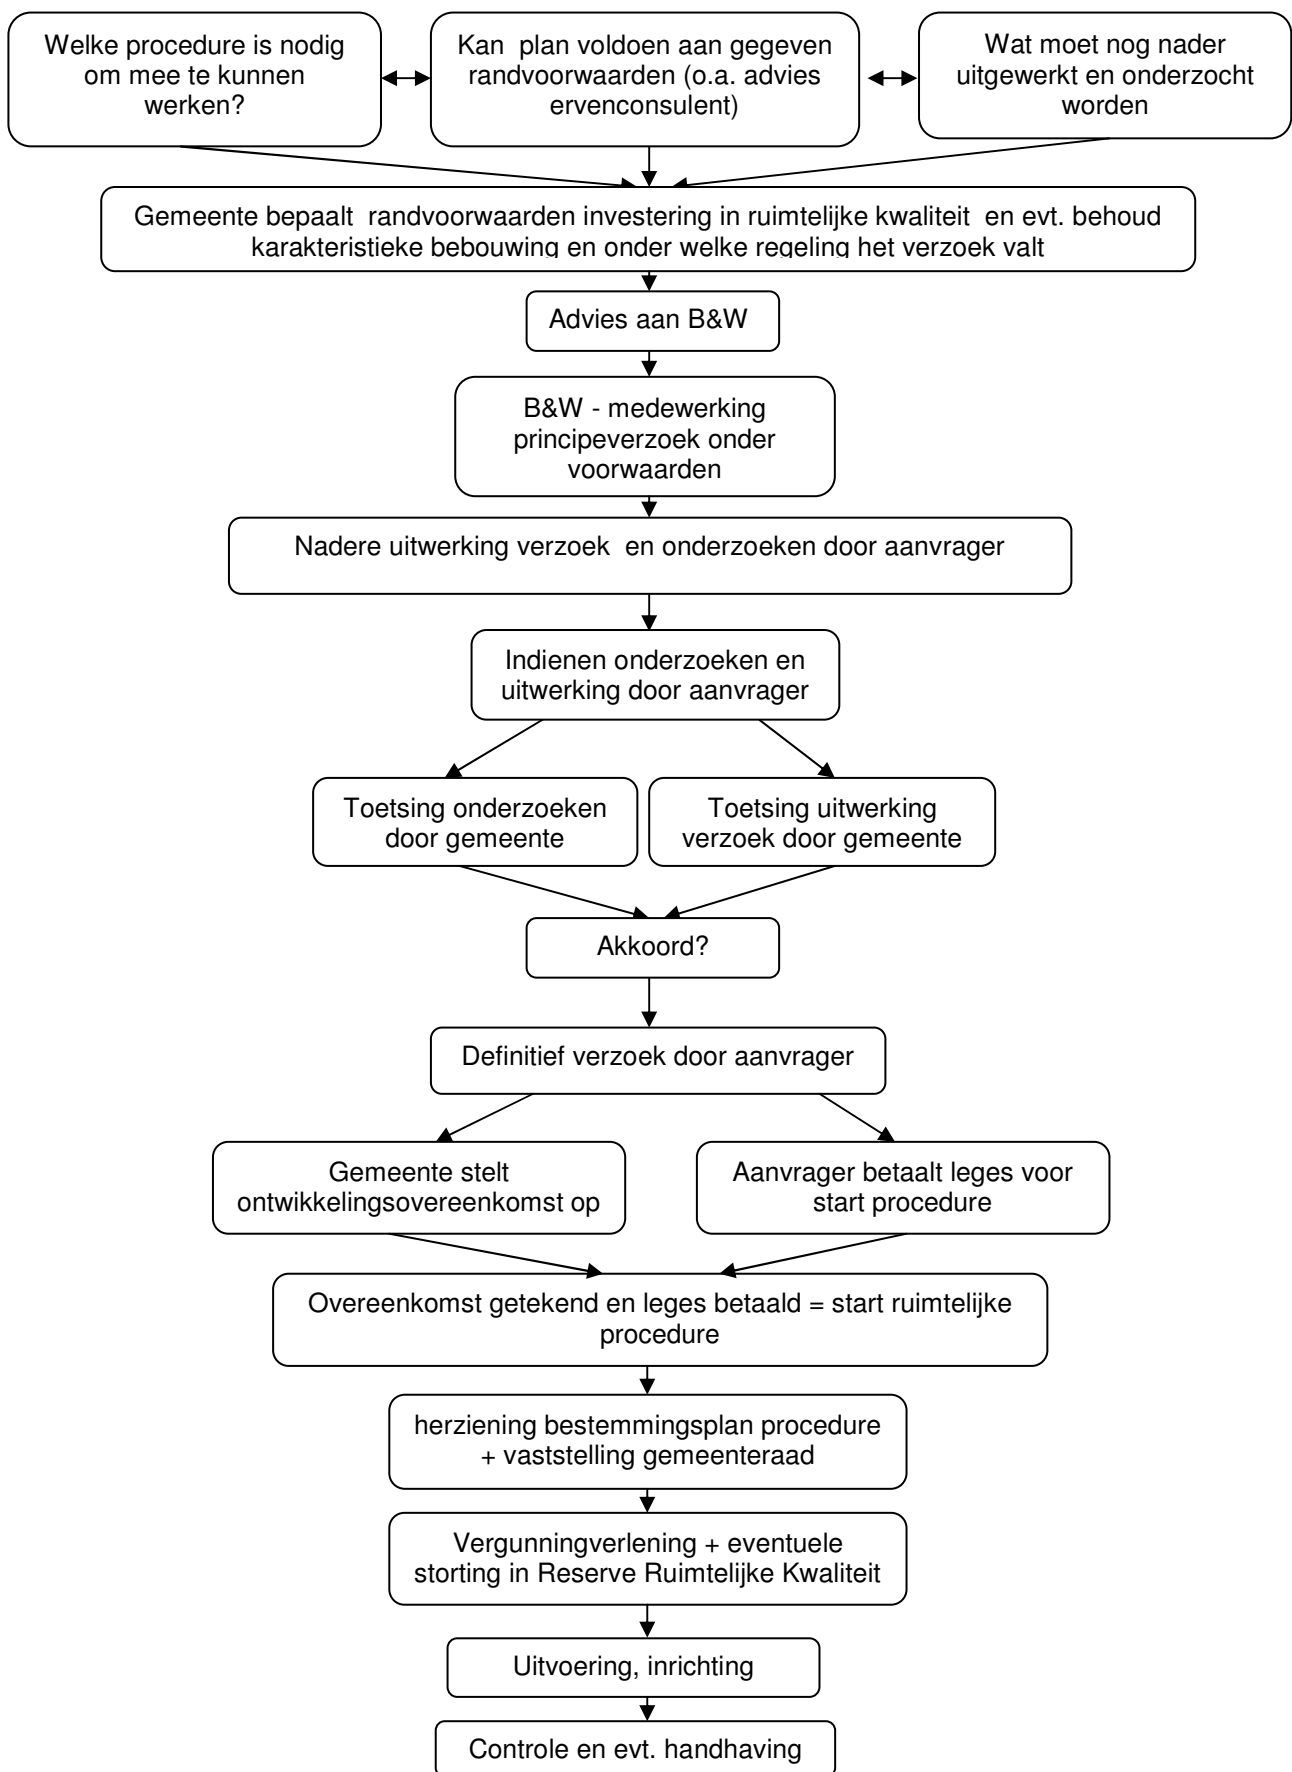 Welke procedure is nodig
om mee te kunnen
werken?
Kan plan voldoen aan gegeven
randvoorwaarden (o.a. advies
ervenconsulent)
Wat moet nog nader
uitgewerkt en onderzocht
worden
Gemeente bepaalt randvoorwaarden investering in ruimtelijke kwaliteit en evt. behoud
karakteristieke bebouwing en onder welke regeling het verzoek valt
Advies aan B&W
B&W - medewerking
principeverzoek onder
voorwaarden
Nadere uitwerking verzoek en onderzoeken door aanvrager
Indienen onderzoeken en
uitwerking door aanvrager
Toetsing onderzoeken
door gemeente
Toetsing uitwerking
verzoek door gemeente
Akkoord?
Definitief verzoek door aanvrager
Gemeente stelt
ontwikkelingsovereenkomst op
Aanvrager betaalt leges voor
start procedure
Overeenkomst getekend en leges betaald = start ruimtelijke
procedure
herziening bestemmingsplan procedure
+ vaststelling gemeenteraad
Vergunningverlening + eventuele
storting in Reserve Ruimtelijke Kwaliteit
Uitvoering, inrichting
Controle en evt. handhaving